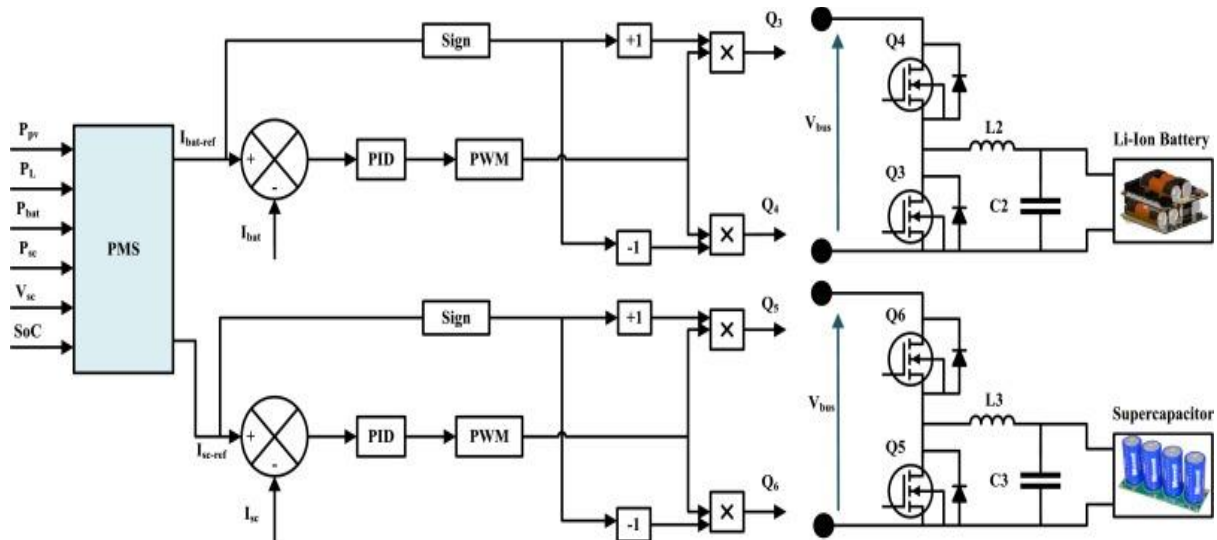 Sign
+1
Q3
×
Q4
Vbus
L2
Li-Ion Battery
Ppv
Ibat-ref
+
-
PID
PWM
Q3
C2
PL
Pbat
Ibat
Q4
-1
×
PMS
Psc
Vsc
Sign
+1
Q5
×
Q6
SoC
Vbus
L3
Supercapacitor
+
-
Isc-ref
PID
PWM
Q5
C3
Isc
Q6
-1
×